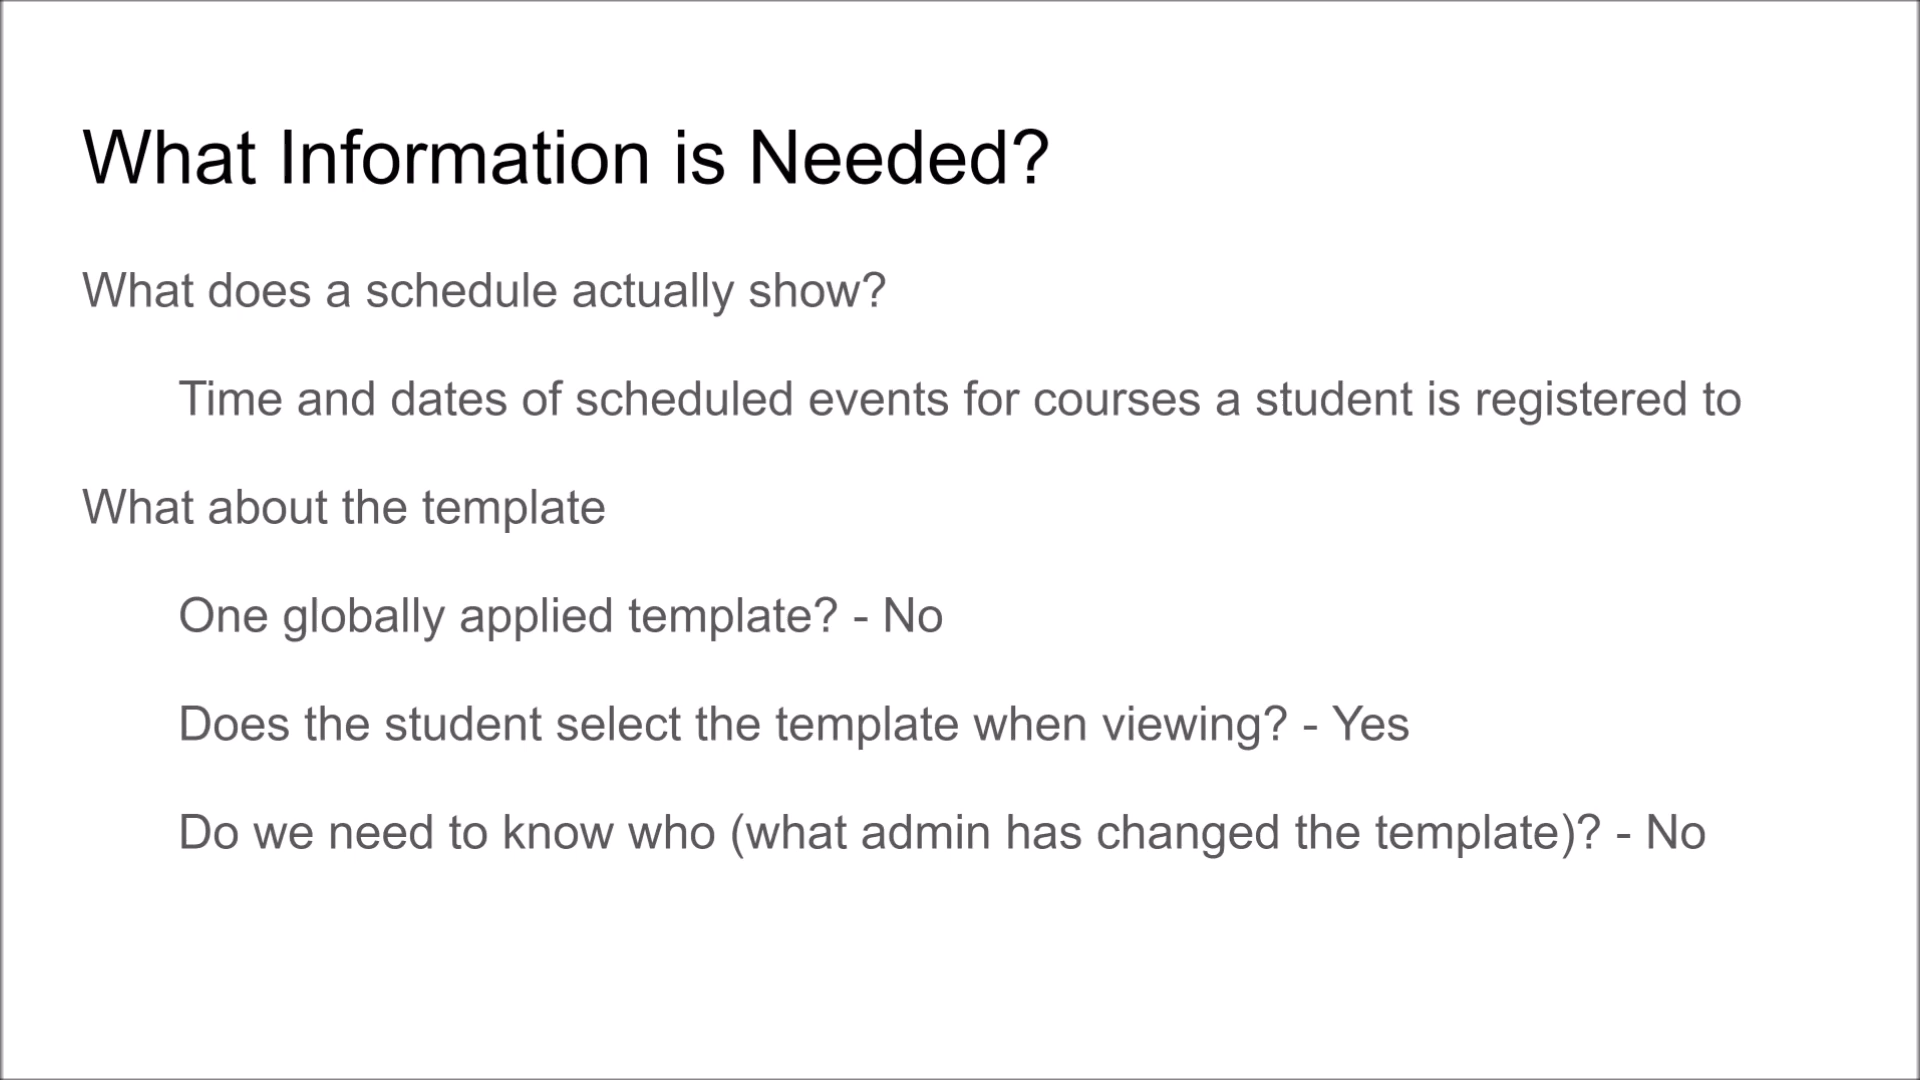 What Information is Needed?
What does a schedule actually show?
Time and dates of scheduled events for courses a student is registered to
What about the template
One globally applied template? - No
Does the student select the template when viewing? - Yes
Do we need to know who (what admin has changed the template)? - No